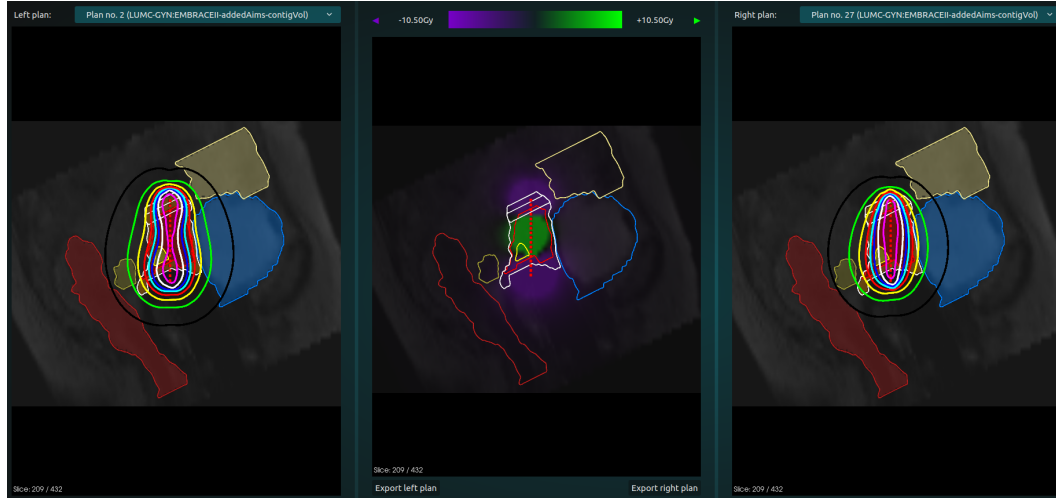 Left plan: Plan no. 2 (LUMC-GYN:EMBRACEII-addedAims-contigVol)
-10.50Gy +10.50Gy
Right plan: Plan no. 27 (LUMC-GYN:EMBRACEII-addedAims-contigVol)
Slice: 209 / 432
Slice: 209 / 432
Slice: 209 / 432
Export left plan Export right plan